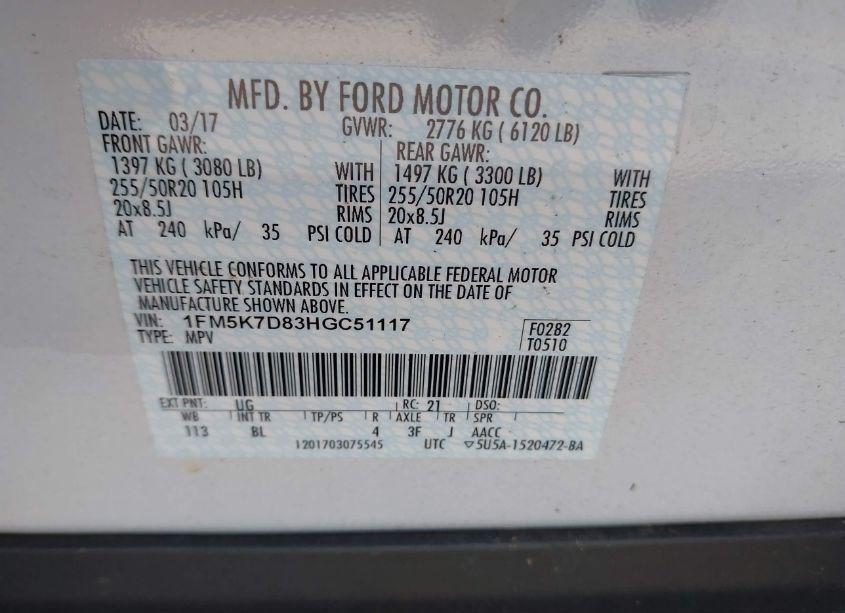 MFD. BY FORD MOTOR CO.
DATE: 03/17 GVWR: 2776 KG ( 6120 LB)
FRONT GAWR: REAR GAWR:
1397 KG ( 3080 LB) WITH 1497 KG ( 3300 LB) WITH
255/50R20 105H TIRES 255/50R20 105H TIRES
20x8.5J RIMS 20x8.5J RIMS
AT 240 kPa/ 35 PSI COLD AT 240 kPa/ 35 PSI COLD
THIS VEHICLE CONFORMS TO ALL APPLICABLE FEDERAL MOTOR
VEHICLE SAFETY STANDARDS IN EFFECT ON THE DATE OF
MANUFACTURE SHOWN ABOVE.
VIN: 1FM5K7D83HGC51117 F0282
TYPE: MPV T0510
EXT PNT: UG RC: 21 DSO:
WB INT TR TP/PS R AXLE TR SPR
113 BL 4 3F J AACC
1201703075545 UTC ▽5U5A-1520472-BA